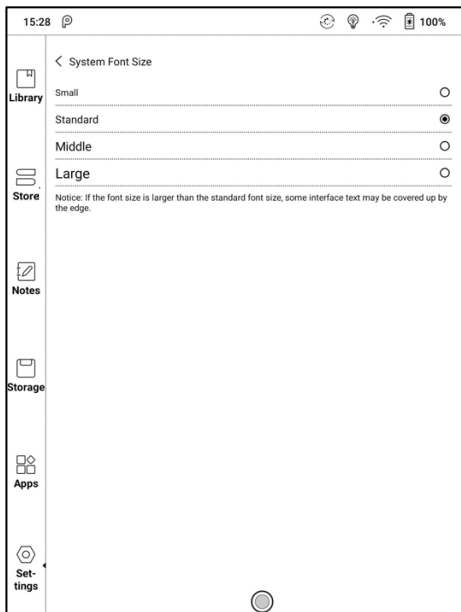 15:28
100%
System Font Size
Library
Small
Standard
Middle
Large
Notice: If the font size is larger than the standard font size, some interface text may be covered up by
the edge.
Store
Notes
Storage
Apps
Set-
tings